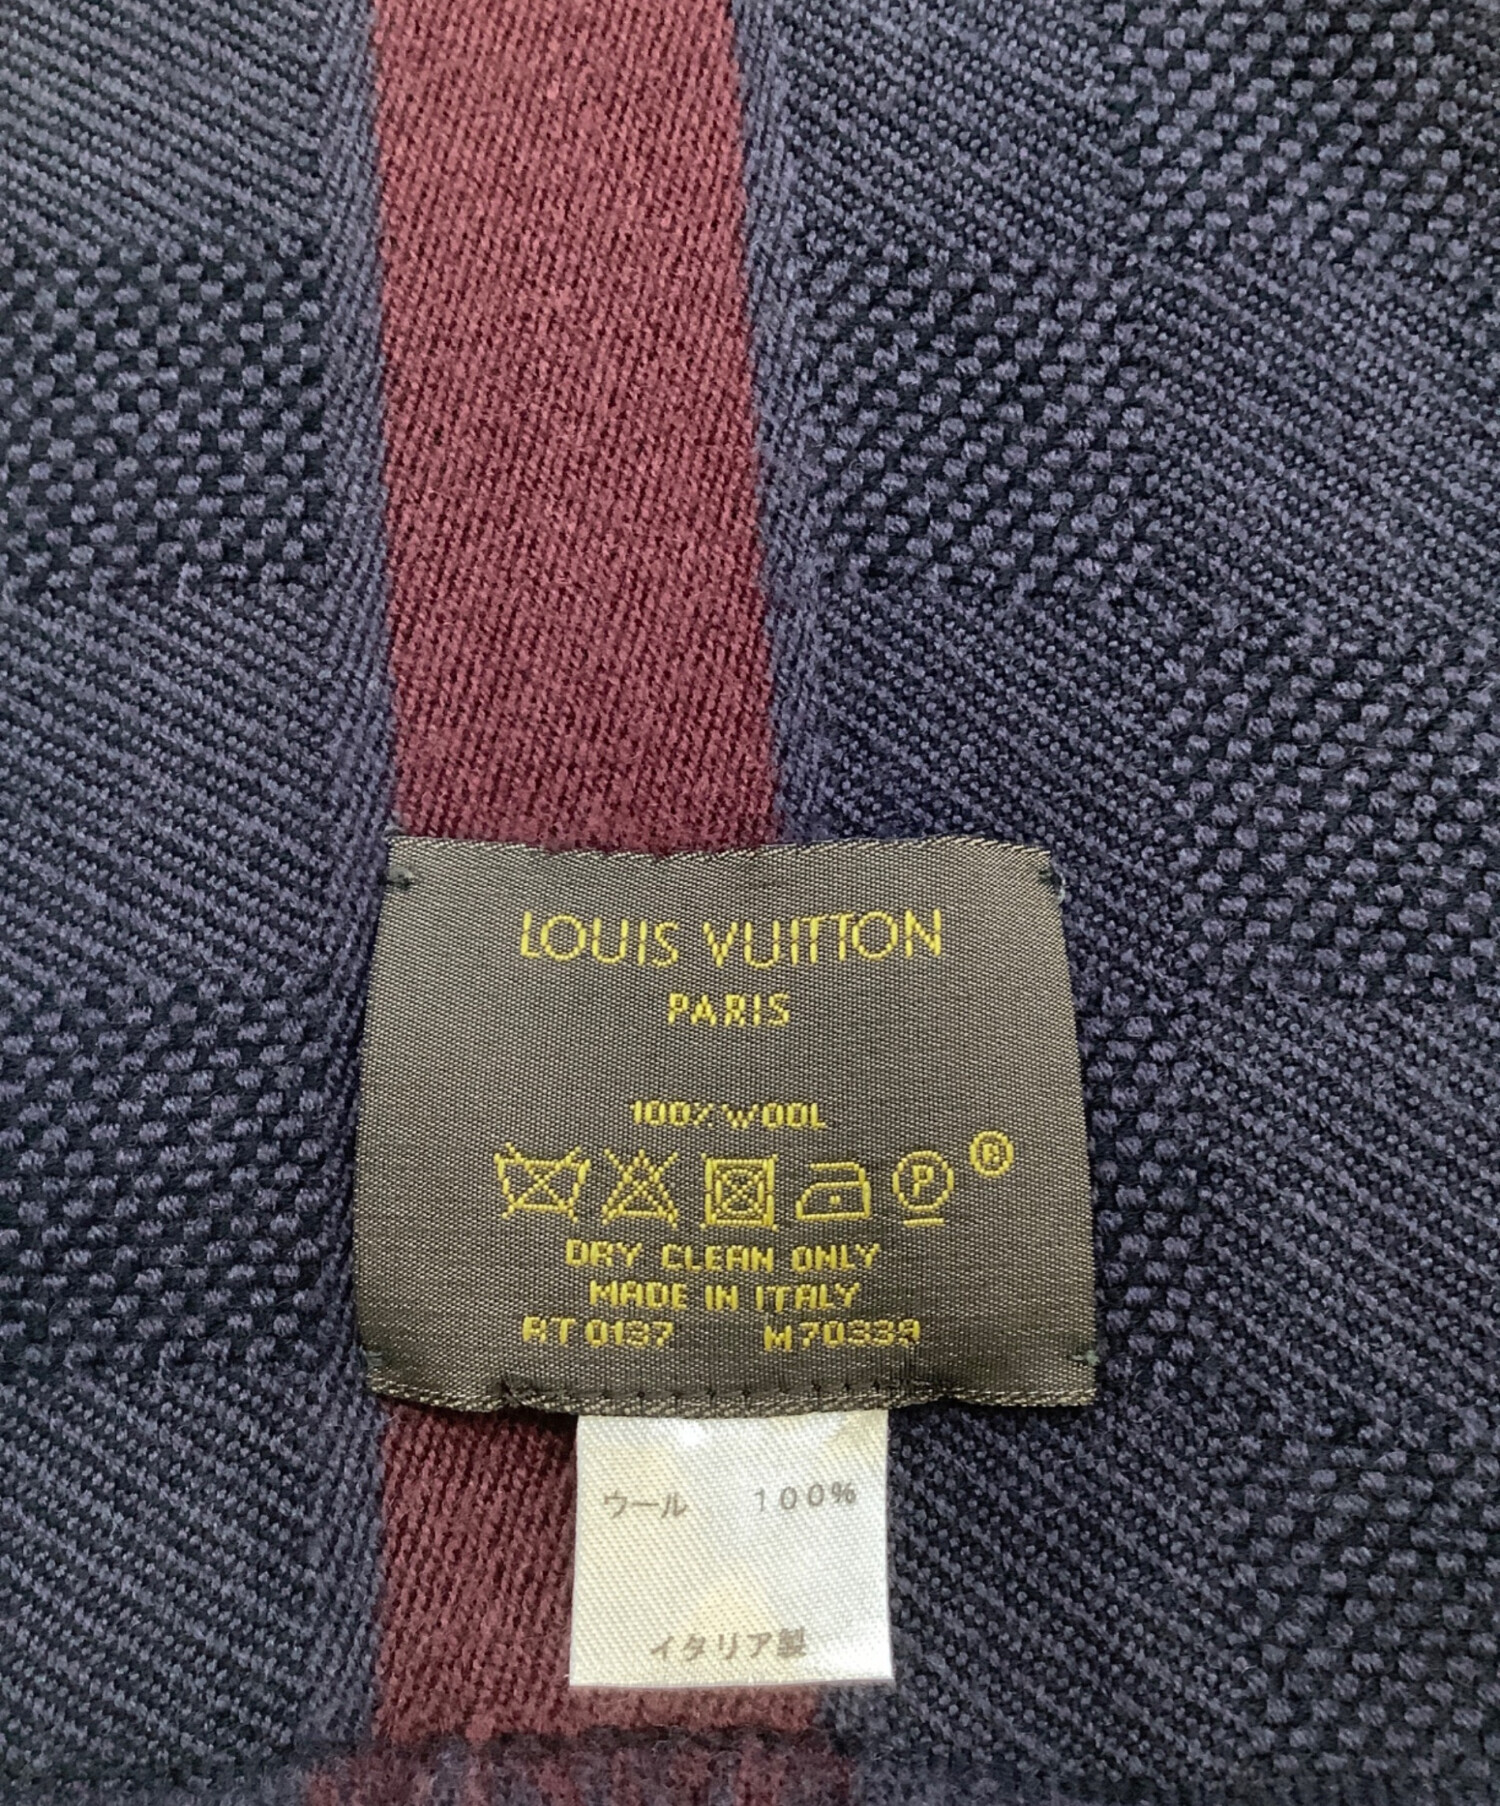 LOUIS VUITTON
PARIS
100% WOOL
P ®
DRY CLEAN ONLY
MADE IN ITALY
RT 0137 M70339
ウール 100%
イタリア製